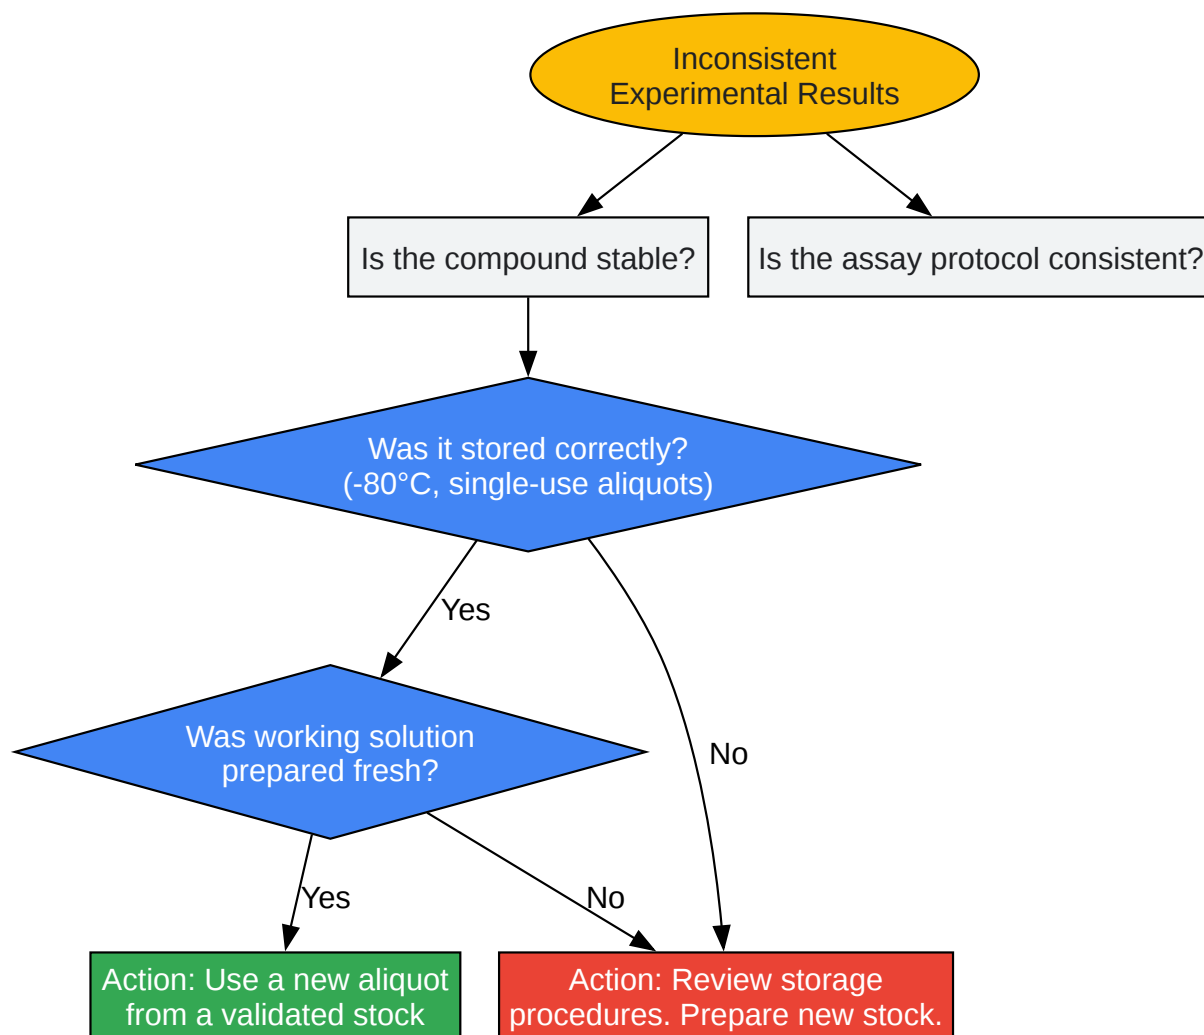 Inconsistent
Experimental Results
Is the compound stable?
Is the assay protocol consistent?
Was it stored correctly?
(-80°C, single-use aliquots)
Yes
Was working solution
prepared fresh?
No
Yes
No
Action: Use a new aliquot
from a validated stock
Action: Review storage
procedures. Prepare new stock.